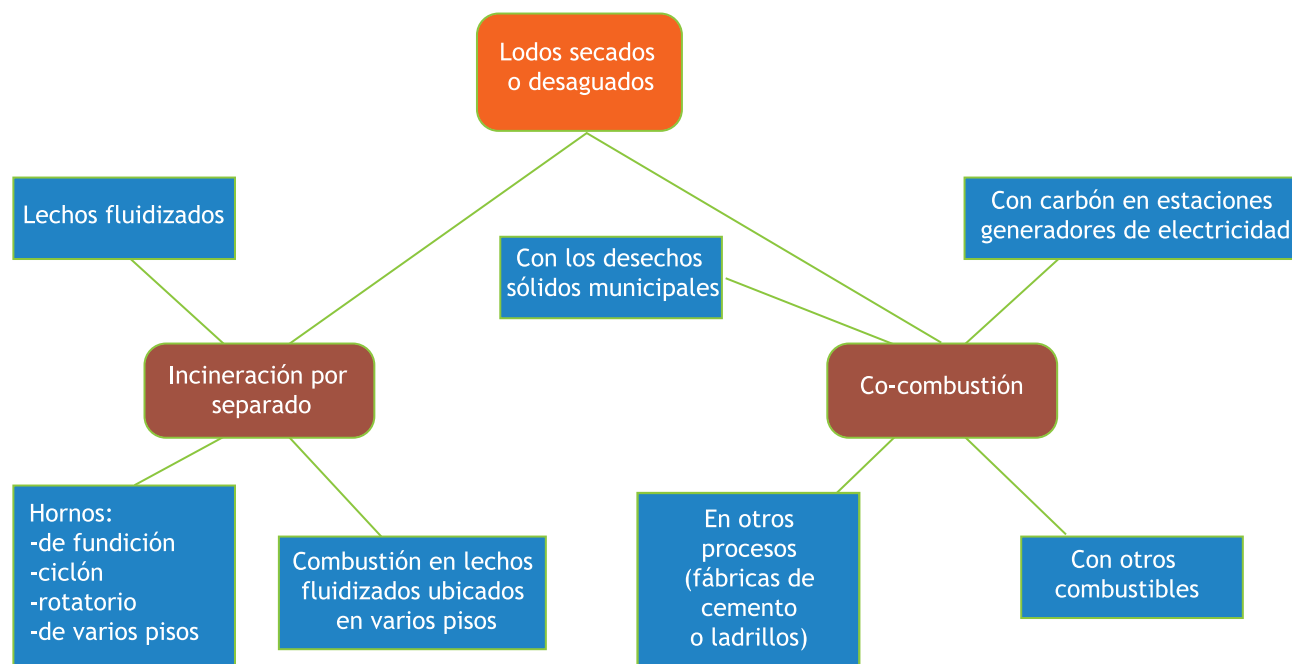 Lodos secados
o desaguados
Lechos fluidizados
Con carbón en estaciones
generadores de electricidad
Con los desechos
sólidos municipales
Incineración por
separado
Co-combustión
Hornos:
-de fundición
-ciclón
-rotatorio
-de varios pisos
Combustión en lechos
fluidizados ubicados
en varios pisos
En otros
procesos
(fábricas de
cemento
o ladrillos)
Con otros
combustibles